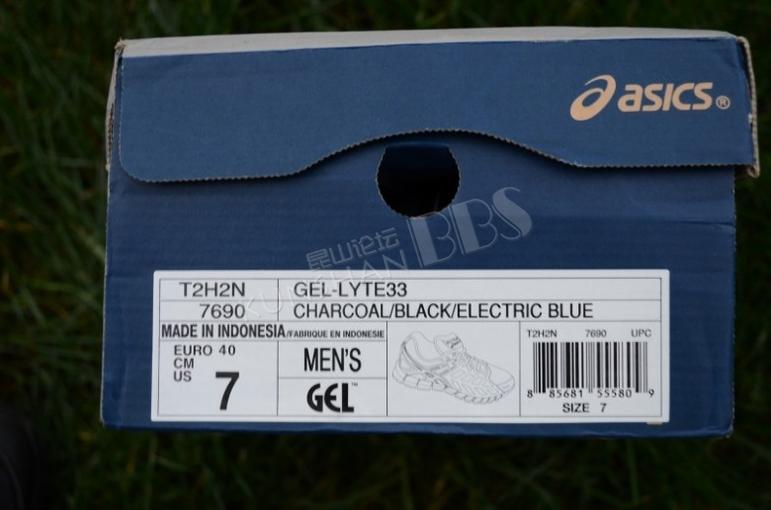 asics®
昆山论坛 BBS
KUNSHAN
T2H2N GEL-LYTE33
7690 CHARCOAL/BLACK/ELECTRIC BLUE
MADE IN INDONESIA/FABRIQUE EN INDONESIE
EURO 40
CM
US 7
MEN'S
GEL™
T2H2N 7690 UPC
8 85681 55580 9
SIZE 7